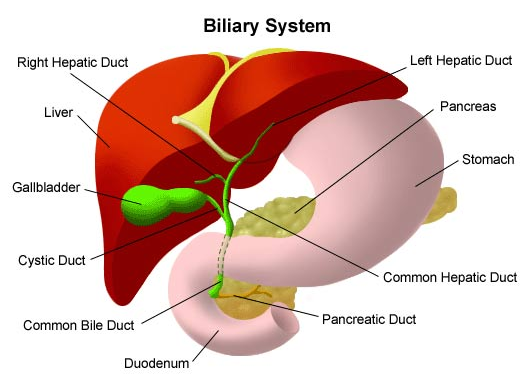 Biliary System
Right Hepatic Duct
Left Hepatic Duct
Liver
Pancreas
Stomach
Gallbladder
Cystic Duct
Common Hepatic Duct
Common Bile Duct
Pancreatic Duct
Duodenum